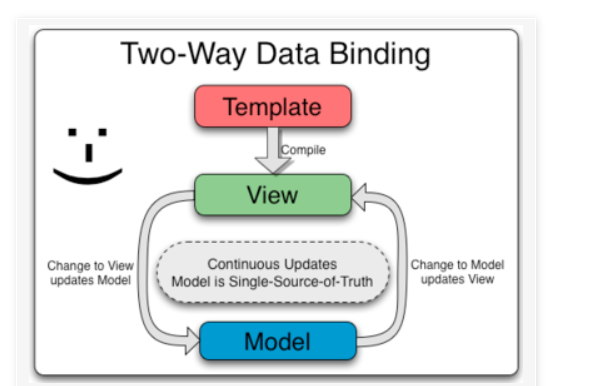 Two-Way Data Binding
Template
Compile
View
Change to View
updates Model
Continuous Updates
Model is Single-Source-of-Truth
Change to Model
updates View
Model